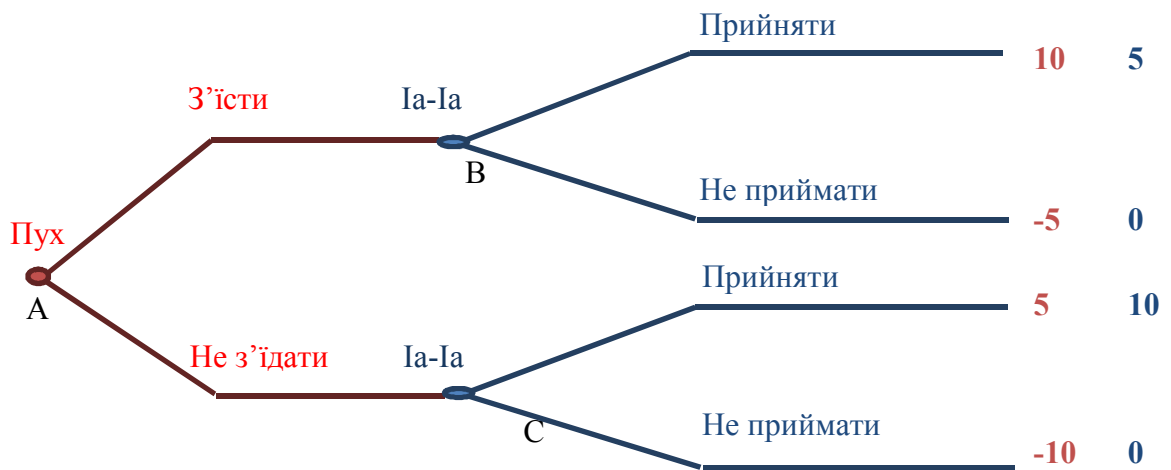 Прийняти
10 5
З’їсти Іа-Іа
В
Не приймати
-5 0
Пух
А
Прийняти
5 10
Не з’їдати Іа-Іа
С
Не приймати
-10 0